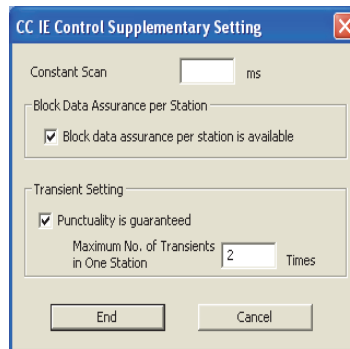 CC IE Control Supplementary Setting
Constant Scan ms
Block Data Assurance per Station
Block data assurance per station is available
Transient Setting
Punctuality is guaranteed
Maximum No. of Transients
in One Station 2 Times
End Cancel